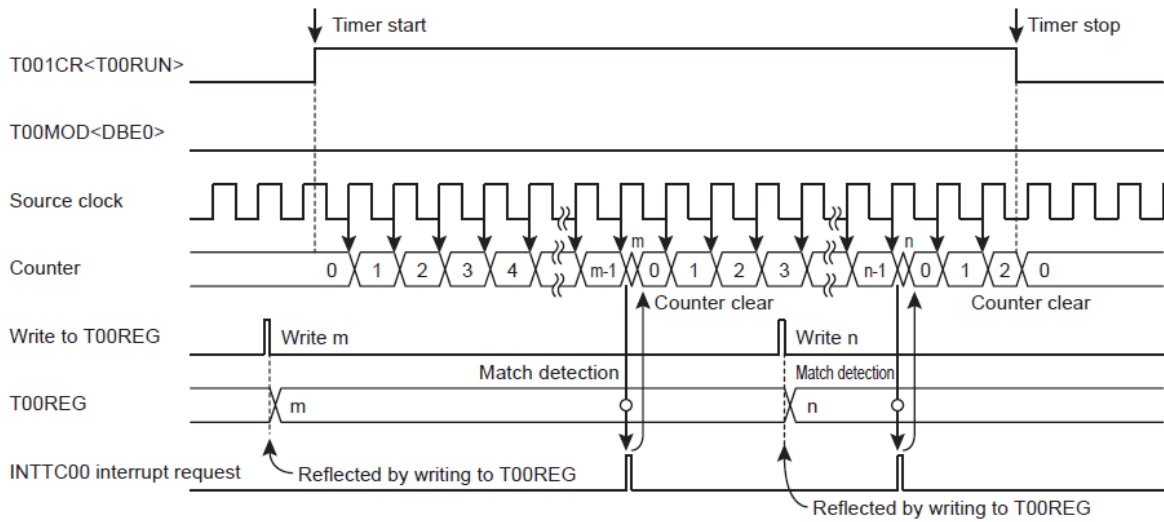 Timer start
Timer stop
T001CR<T00RUN>
T00MOD<DBE0>
Source clock
m
n
Counter
0 1 2 3 4 m-1 0 1 2 3 n-1 0 1 2 0
Counter clear
Counter clear
Write to T00REG
Write m
Write n
Match detection
Match detection
T00REG
m
n
INTTC00 interrupt request
Reflected by writing to T00REG
Reflected by writing to T00REG